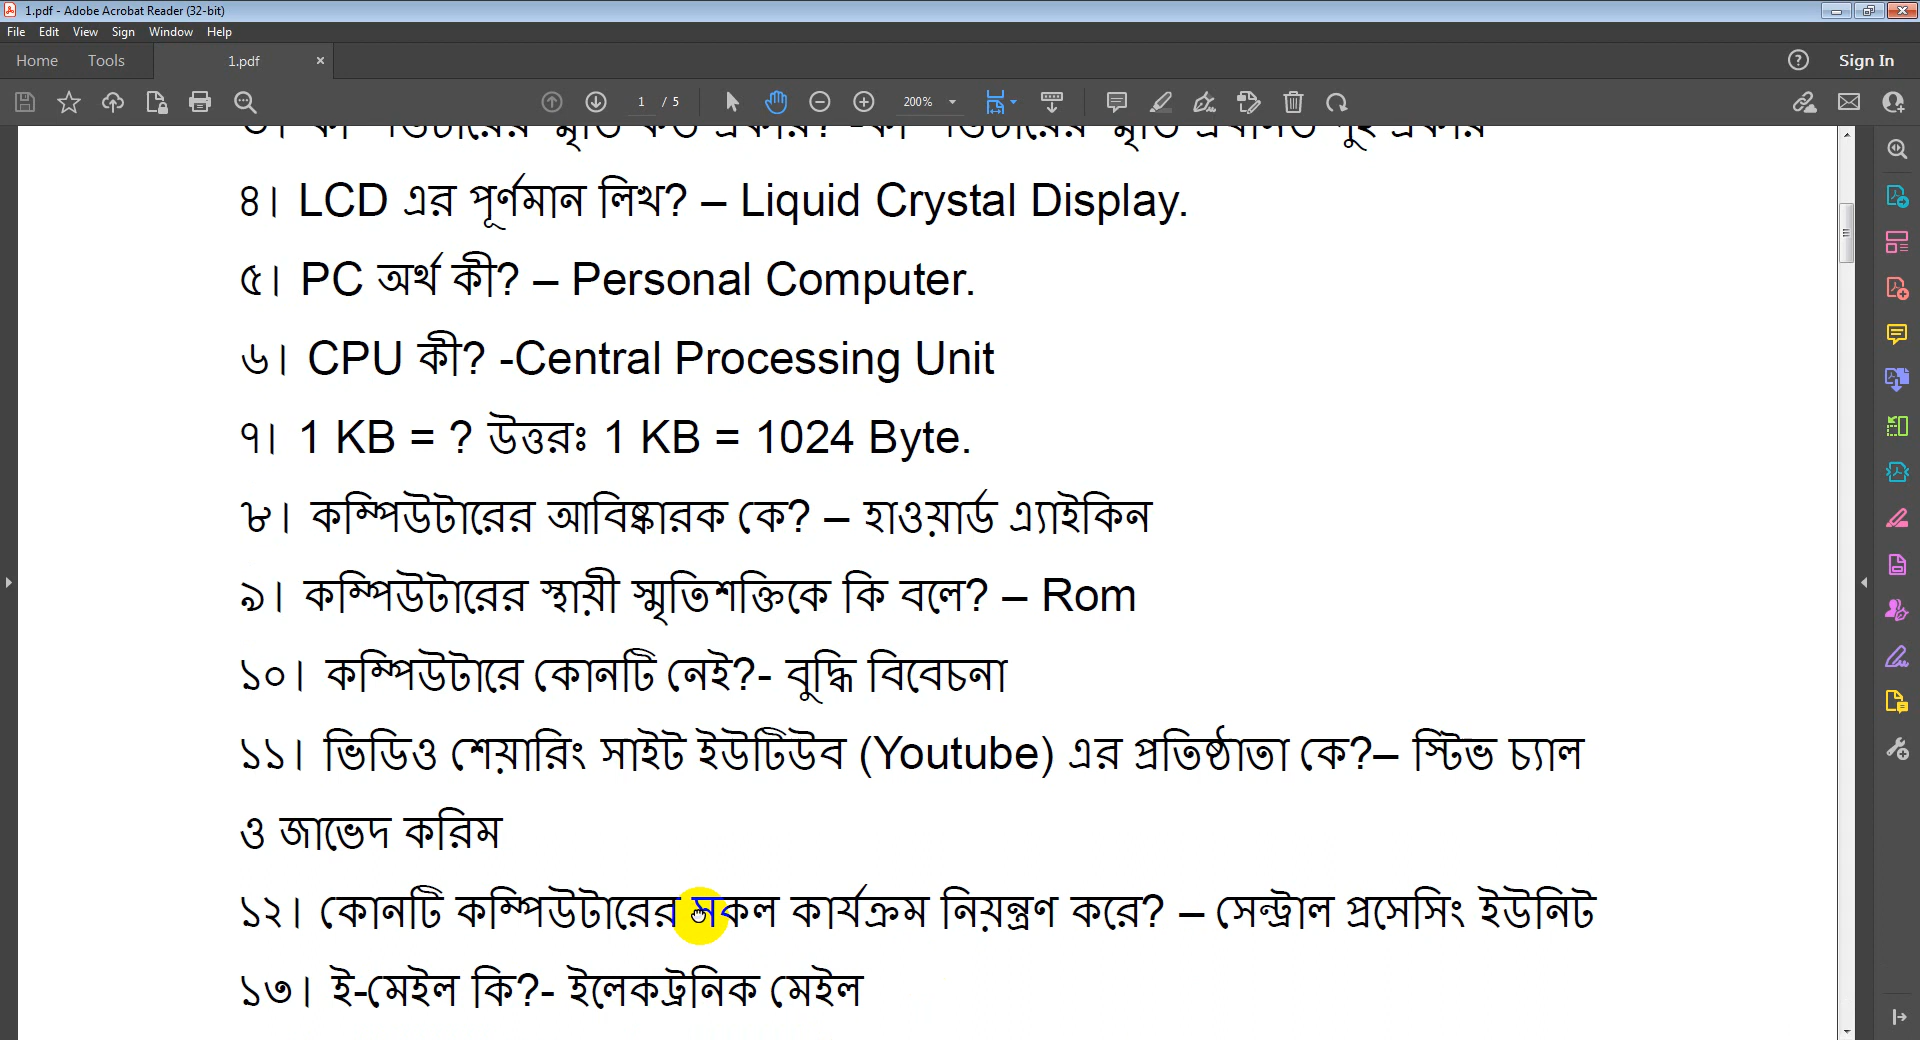 1.pdf - Adobe Acrobat Reader (32-bit)
File Edit View Sign Window Help
Home Tools 1.pdf × Sign In
1 / 5 200%
৪। LCD এর পূর্ণমান লিখ? – Liquid Crystal Display.
৫। PC অর্থ কী? – Personal Computer.
৬। CPU কী? -Central Processing Unit
৭। 1 KB = ? উত্তরঃ 1 KB = 1024 Byte.
৮। কম্পিউটারের আবিষ্কারক কে? – হাওয়ার্ড এ্যাইকিন
৯। কম্পিউটারের স্থায়ী স্মৃতিশক্তিকে কি বলে? – Rom
১০। কম্পিউটারে কোনটি নেই?- বুদ্ধি বিবেচনা
১১। ভিডিও শেয়ারিং সাইট ইউটিউব (Youtube) এর প্রতিষ্ঠাতা কে?– স্টিভ চ্যাল
ও জাভেদ করিম
১২। কোনটি কম্পিউটারের সকল কার্যক্রম নিয়ন্ত্রণ করে? – সেন্ট্রাল প্রসেসিং ইউনিট
১৩। ই-মেইল কি?- ইলেকট্রনিক মেইল